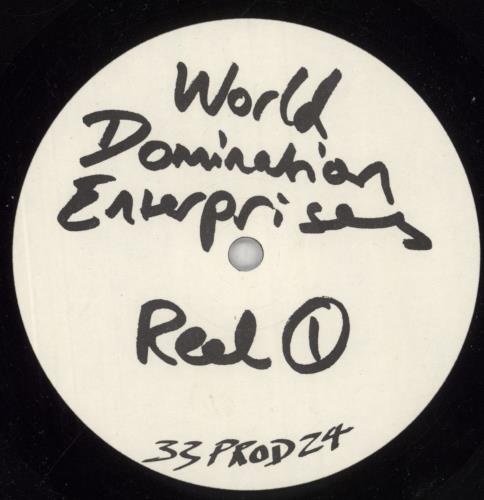 World
Domination
Enterprises
Reel ①
33 PROD 24